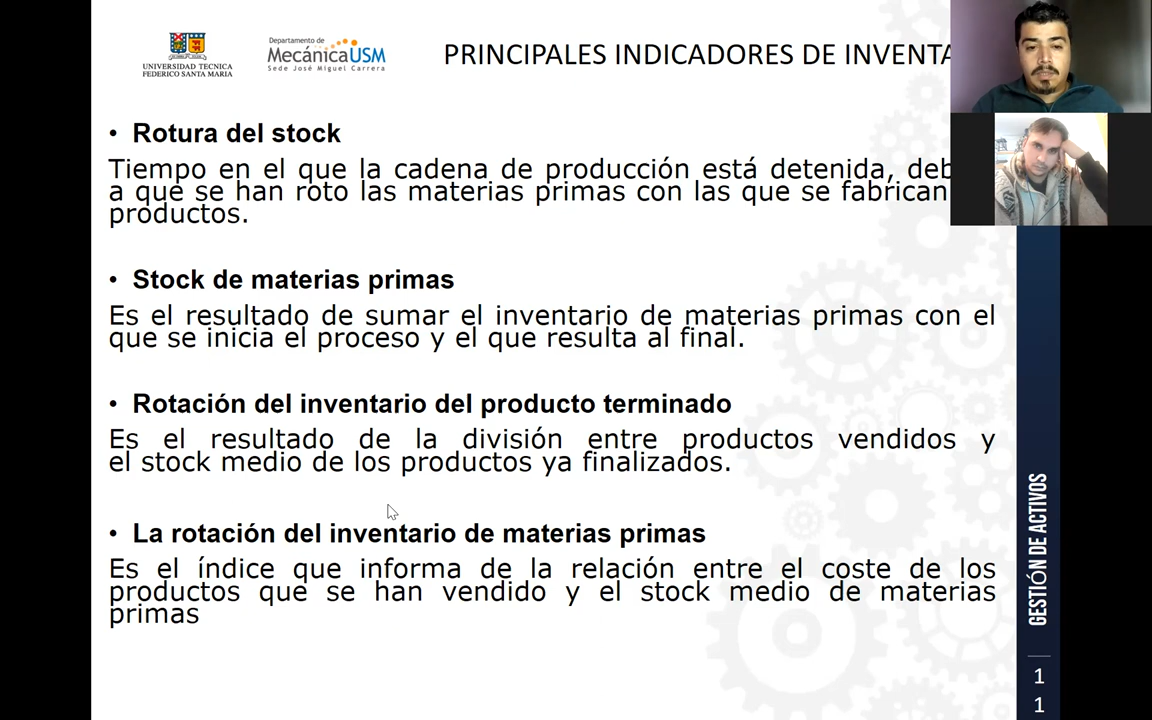 UNIVERSIDAD TECNICA
FEDERICO SANTA MARIA
Departamento de
MecánicaUSM
Sede José Miguel Carrera
PRINCIPALES INDICADORES DE
• Rotura del stock
Tiempo en el que la cadena de producción está detenida,
a que se han roto las materias primas con las que se fabrican
productos.
• Stock de materias primas
Es el resultado de sumar el inventario de materias primas con el
que se inicia el proceso y el que resulta al final.
• Rotación del inventario del producto terminado
Es el resultado de la división entre productos vendidos y
el stock medio de los productos ya finalizados.
• La rotación del inventario de materias primas
Es el índice que informa de la relación entre el coste de los
productos que se han vendido y el stock medio de materias
primas
GESTIÓN DE ACTIVOS
1
1